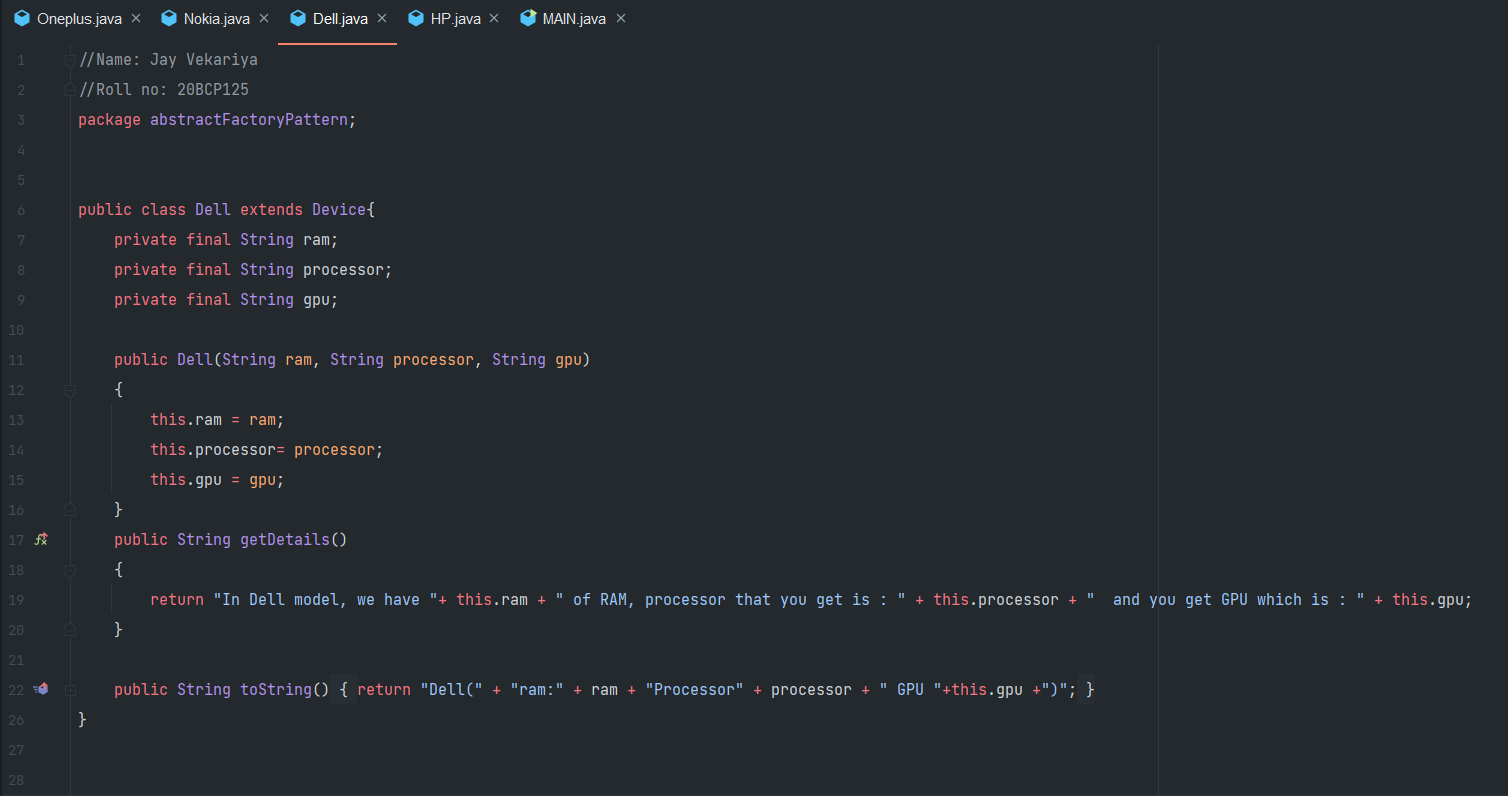 Oneplus.java × Nokia.java × Dell.java × HP.java × MAIN.java ×
1 //Name: Jay Vekariya
2 //Roll no: 20BCP125
3 package abstractFactoryPattern;
4
5
6 public class Dell extends Device{
7     private final String ram;
8     private final String processor;
9     private final String gpu;
10
11     public Dell(String ram, String processor, String gpu)
12     {
13         this.ram = ram;
14         this.processor= processor;
15         this.gpu = gpu;
16     }
17     public String getDetails()
18     {
19         return "In Dell model, we have "+ this.ram + " of RAM, processor that you get is : " + this.processor + "  and you get GPU which is : " + this.gpu;
20     }
21
22     public String toString() { return "Dell(" + "ram:" + ram + "Processor" + processor + " GPU "+this.gpu +")"; }
26 }
27
28